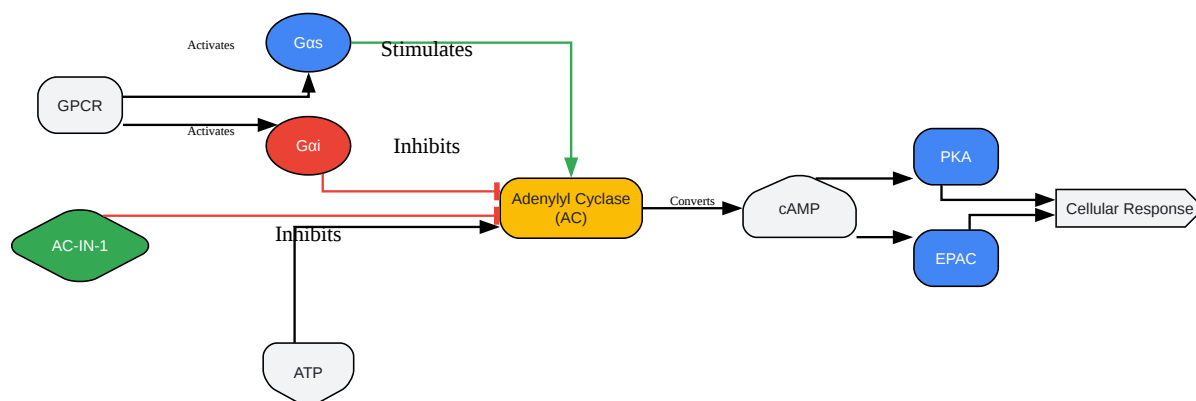 Activates
Gαs
Stimulates
GPCR
Activates
Gαi
Inhibits
PKA
Adenylyl Cyclase
(AC)
Converts
cAMP
Cellular Response
AC-IN-1
Inhibits
EPAC
ATP